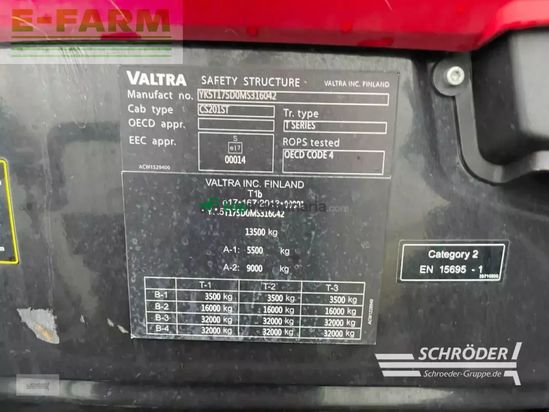 E-FARM
VALTRA SAFETY STRUCTURE VALTRA INC. FINLAND
Manufact no. YK5T175D0MS316042
Cab type CS201ST Tr. type
OECD appr. T SERIES
EEC appr. S ROPS tested
e17 OECD CODE 4
00014
ACW1529400
VALTRA INC. FINLAND
T1b
YK5T175D0MS316042
13500 kg
A-1: 5500 kg
A-2: 9000 kg
T-1 T-2 T-3
B-1 3500 kg 3500 kg 3500 kg
B-2 16000 kg 16000 kg 16000 kg
B-3 32000 kg 32000 kg 32000 kg
B-4 32000 kg 32000 kg 32000 kg
Category 2
EN 15695 - 1
SCHRÖDER
Schroeder-Gruppe.de